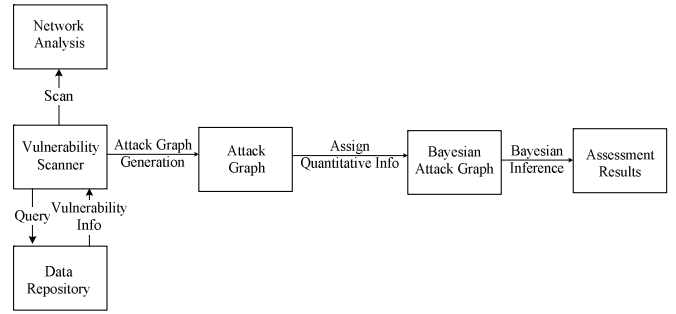 Network
Analysis
Scan
Vulnerability
Scanner
Attack Graph
Generation
Attack
Graph
Assign
Quantitative Info
Bayesian
Attack Graph
Bayesian
Inference
Assessment
Results
Query
Vulnerability
Info
Data
Repository